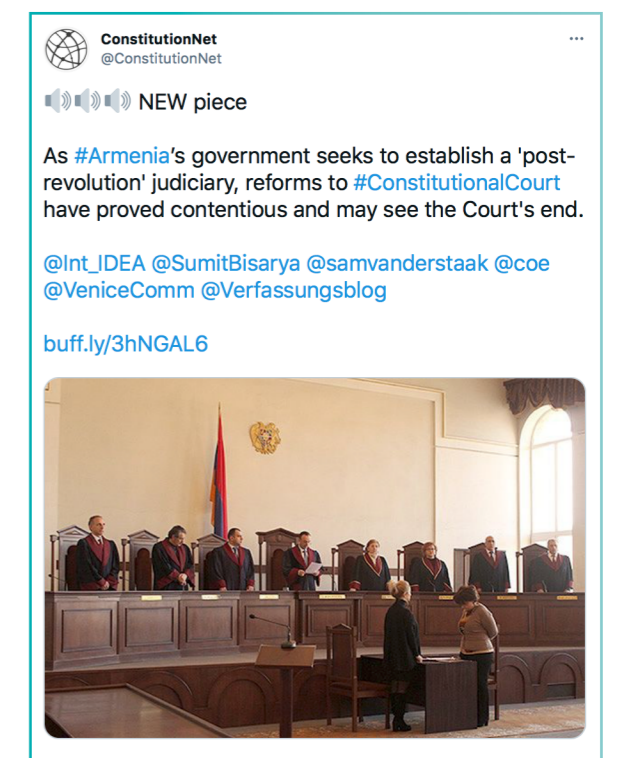 ConstitutionNet
@ConstitutionNet
NEW piece
As #Armenia's government seeks to establish a 'post-
revolution' judiciary, reforms to #ConstitutionalCourt
have proved contentious and may see the Court's end.
@Int_IDEA @SumitBisarya @samvanderstaak @coe
@VeniceComm @Verfassungsblog
buff.ly/3hNGAL6